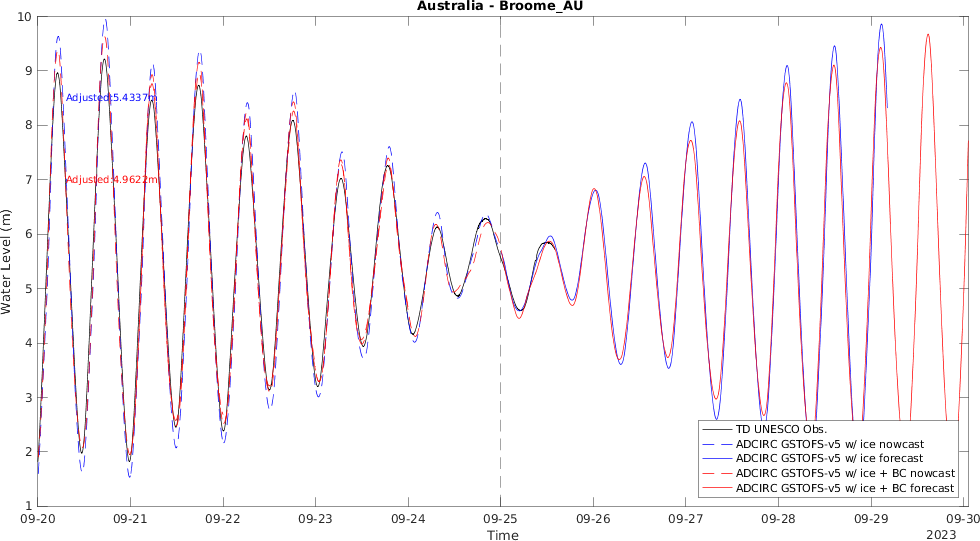 Australia - Broome_AU
10
9
8
7
6
5
4
3
2
1
Water Level (m)
Adjusted:5.4337m
Adjusted:4.9622m
TD UNESCO Obs.
ADCIRC GSTOFS-v5 w/ ice nowcast
ADCIRC GSTOFS-v5 w/ ice forecast
ADCIRC GSTOFS-v5 w/ ice + BC nowcast
ADCIRC GSTOFS-v5 w/ ice + BC forecast
09-20 09-21 09-22 09-23 09-24 09-25 09-26 09-27 09-28 09-29 09-30
Time
2023